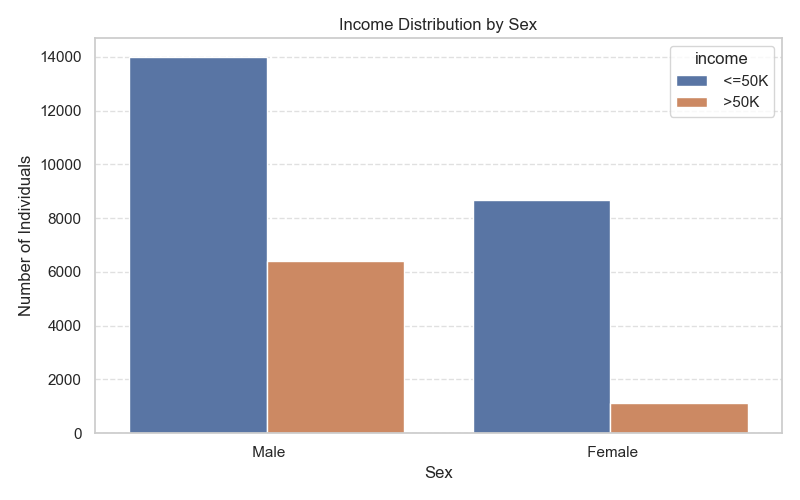 Income Distribution by Sex
income
<=50K
>50K
Number of Individuals
14000
12000
10000
8000
6000
4000
2000
0
Male
Female
Sex